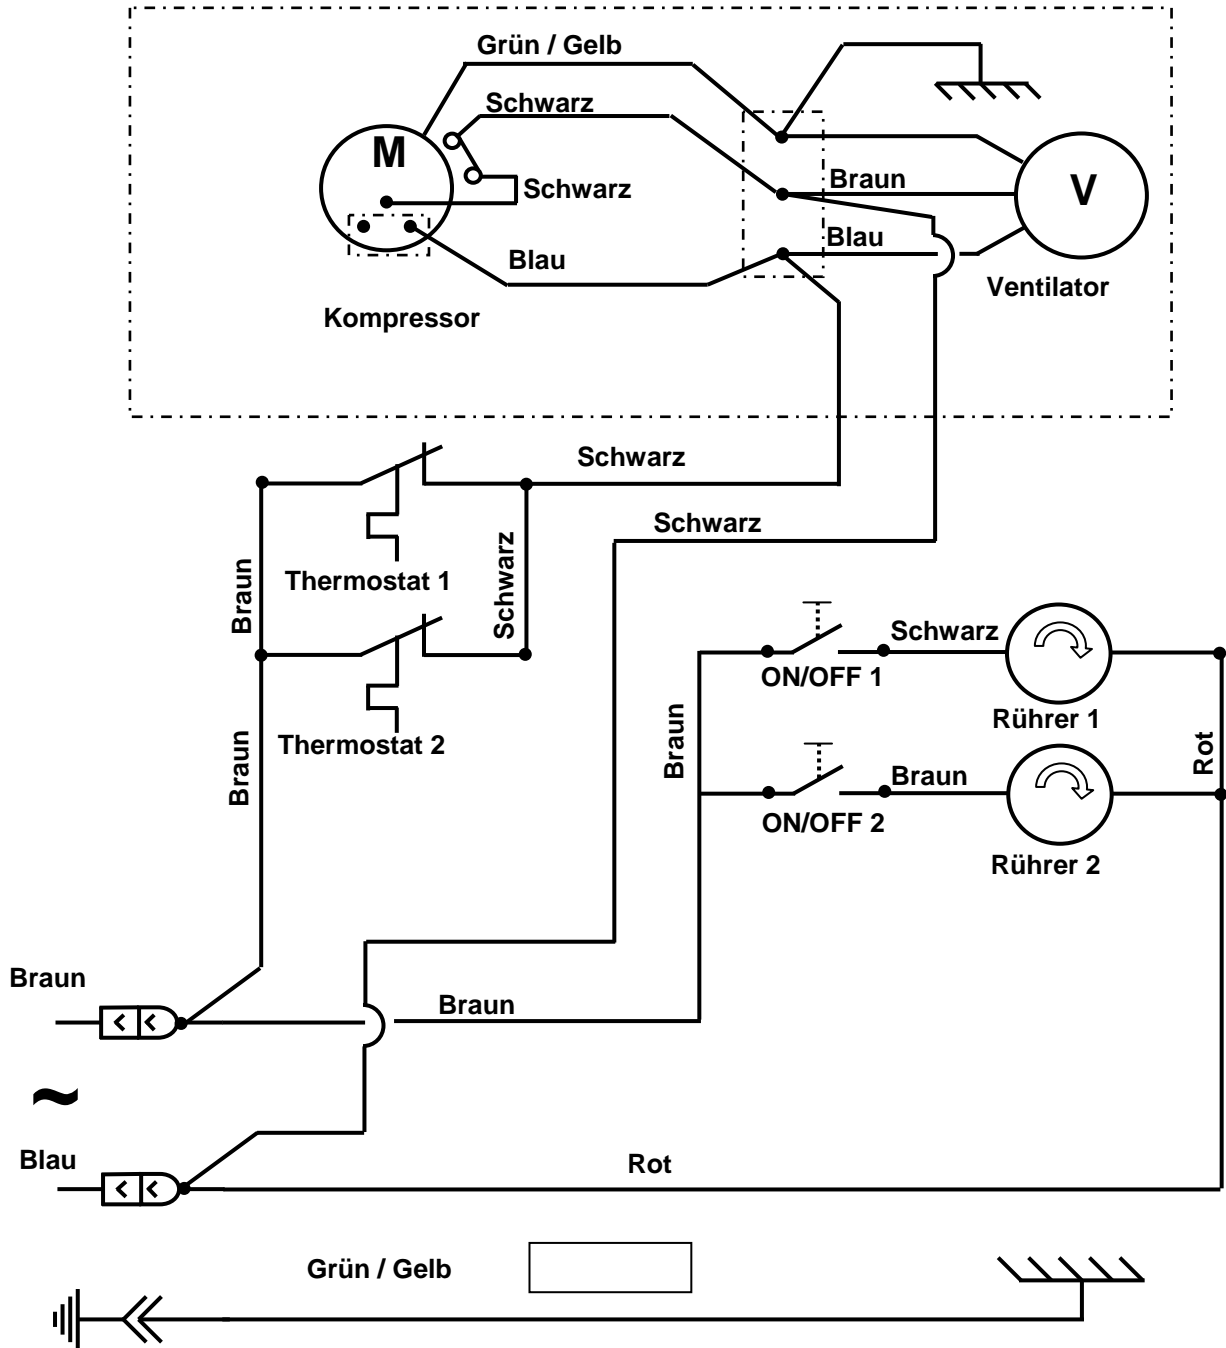 Grün / Gelb
Schwarz
M
Schwarz
Braun
V
Blau
Blau
Ventilator
Kompressor
Schwarz
Schwarz
Braun
Schwarz
Thermostat 1
Schwarz
ON/OFF 1
Rührer 1
Braun
Thermostat 2
Braun
Rot
Braun
ON/OFF 2
Rührer 2
Braun
Braun
~
Blau
Rot
Grün / Gelb